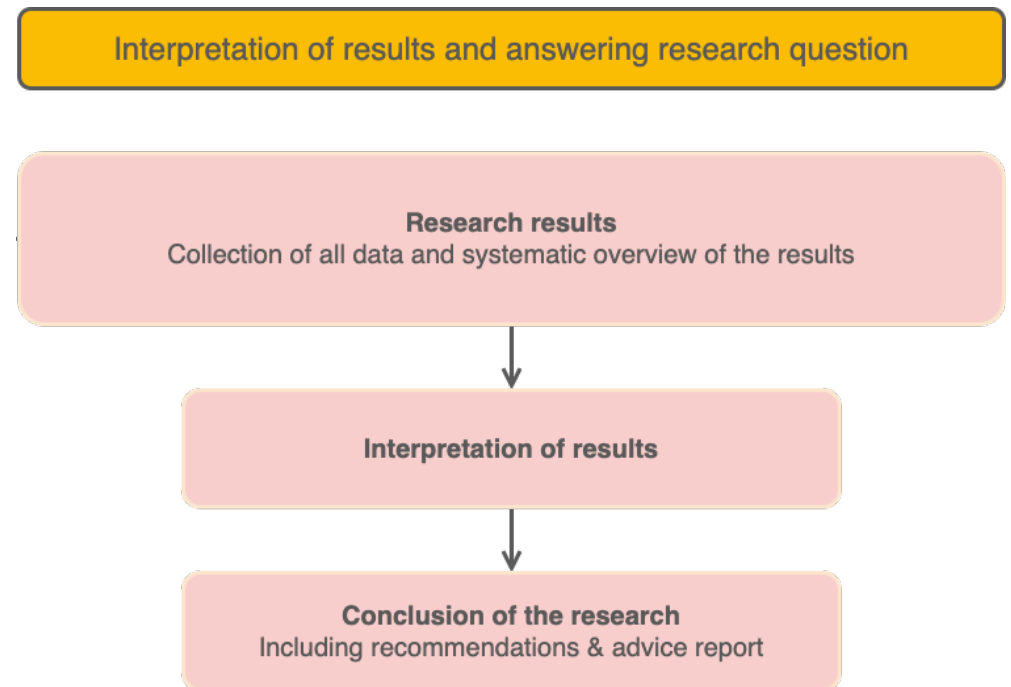 Interpretation of results and answering research question
Research results
Collection of all data and systematic overview of the results
Interpretation of results
Conclusion of the research
Including recommendations & advice report